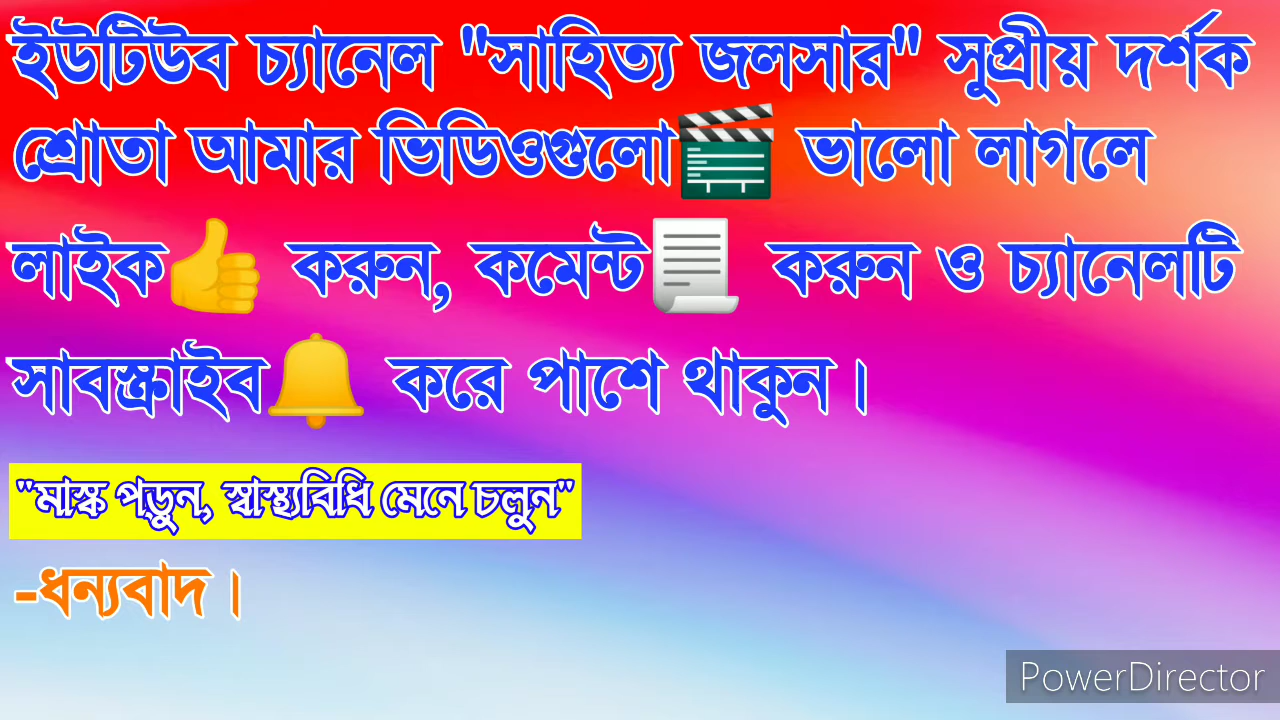 ইউটিউব চ্যানেল "সাহিত্য জলসার" সুপ্রীয় দর্শক
শ্রোতা আমার ভিডিওগুলো🎬 ভালো লাগলে
লাইক👍 করুন, কমেন্ট📃 করুন ও চ্যানেলটি
সাবস্ক্রাইব🔔 করে পাশে থাকুন।
"মাস্ক পড়ুন, স্বাস্থ্যবিধি মেনে চলুন"
-ধন্যবাদ।
PowerDirector